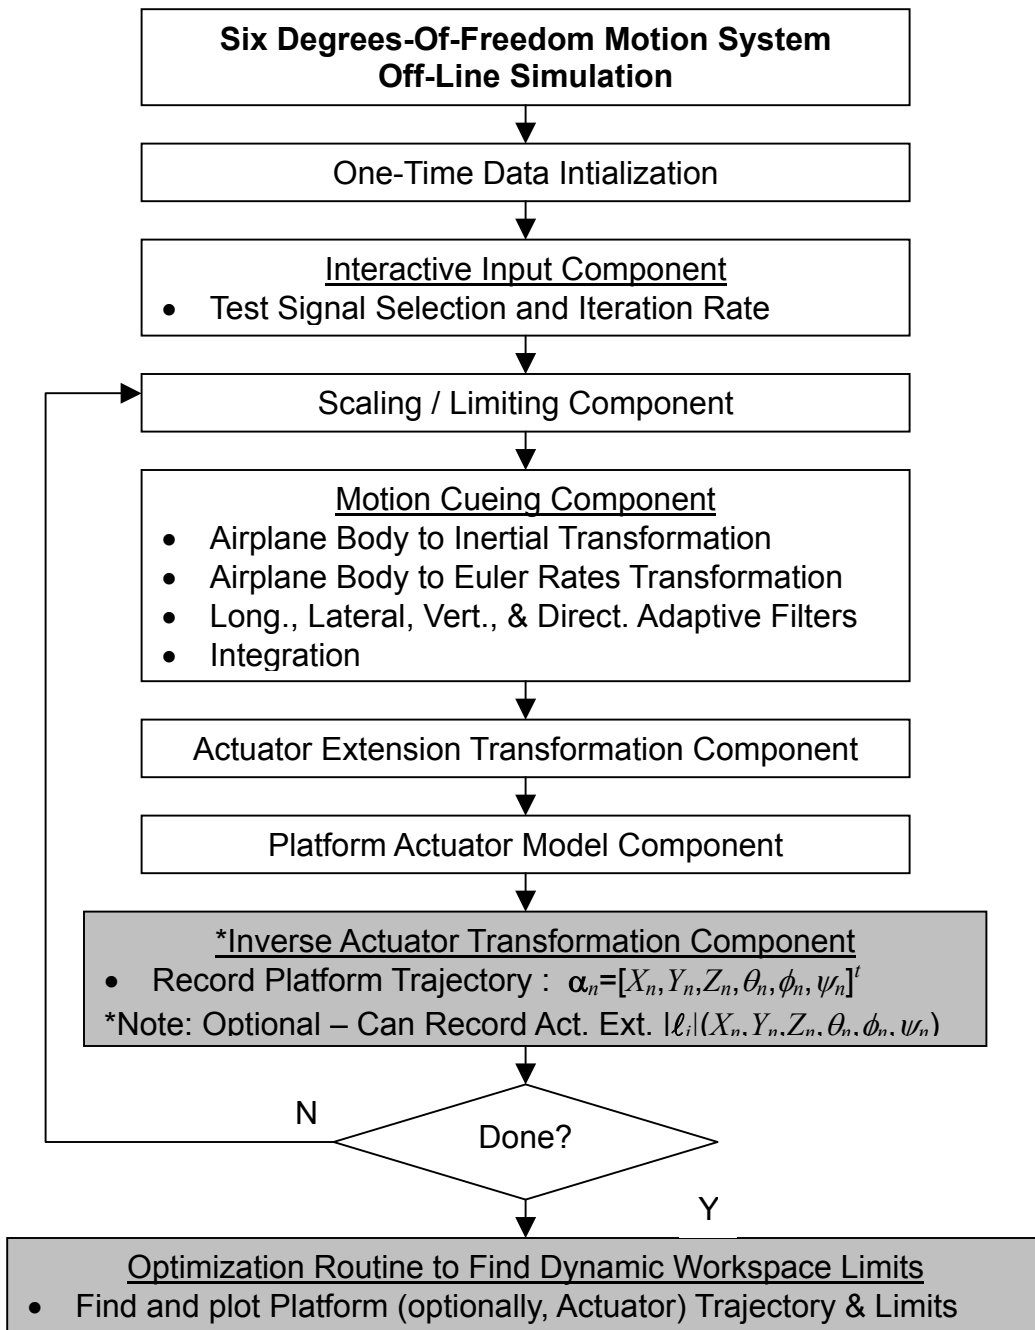 Six Degrees-Of-Freedom Motion System
Off-Line Simulation
One-Time Data Intialization
Interactive Input Component
• Test Signal Selection and Iteration Rate
Scaling / Limiting Component
Motion Cueing Component
• Airplane Body to Inertial Transformation
• Airplane Body to Euler Rates Transformation
• Long., Lateral, Vert., & Direct. Adaptive Filters
• Integration
Actuator Extension Transformation Component
Platform Actuator Model Component
*Inverse Actuator Transformation Component
• Record Platform Trajectory : αₙ=[Xₙ,Yₙ,Zₙ,θₙ,ϕₙ,ψₙ]ᵗ
*Note: Optional – Can Record Act. Ext. |ℓᵢ|(Xₙ,Yₙ,Zₙ,θₙ,ϕₙ,ψₙ)
N
Done?
Y
Optimization Routine to Find Dynamic Workspace Limits
• Find and plot Platform (optionally, Actuator) Trajectory & Limits